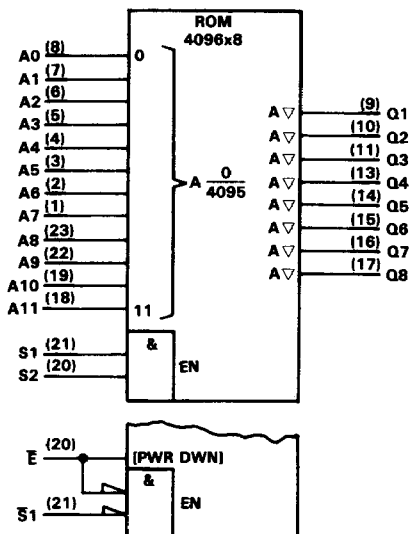 ROM
4096x8
A0 (8) 0
A1 (7)
A2 (6)
A3 (5)
A4 (4)
A5 (3)
A6 (2)
A7 (1)
A8 (23)
A9 (22)
A10 (19)
A11 (18) 11
A 0/4095
A ▽ (9) Q1
A ▽ (10) Q2
A ▽ (11) Q3
A ▽ (13) Q4
A ▽ (14) Q5
A ▽ (15) Q6
A ▽ (16) Q7
A ▽ (17) Q8
S1 (21) &
S2 (20) EN
E̅ (20) [PWR DWN]
&
S̅1 (21) EN